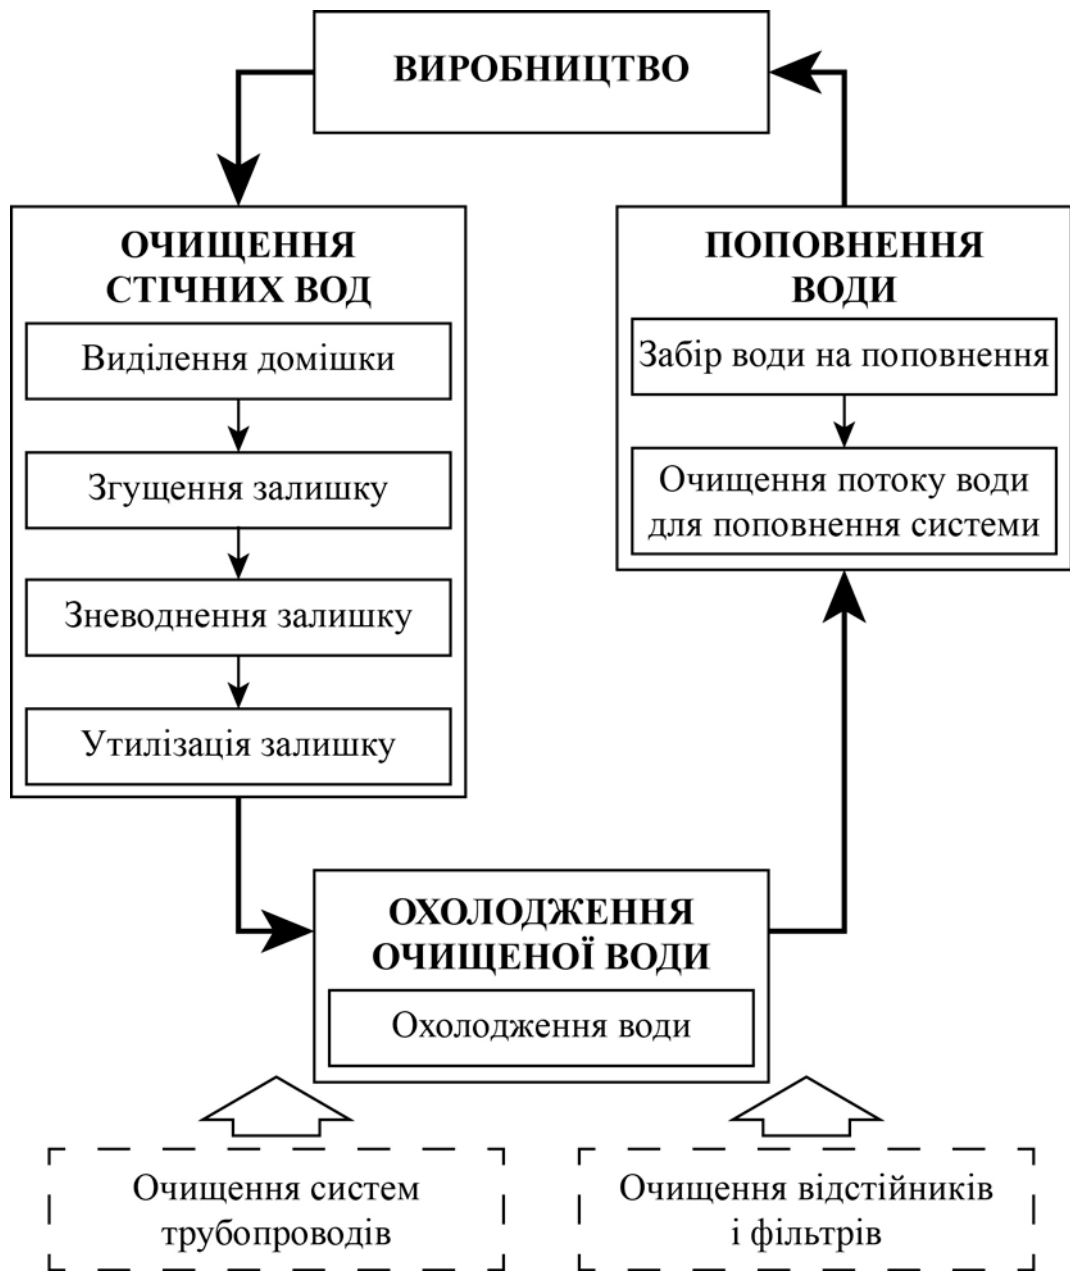 ВИРОБНИЦТВО
ОЧИЩЕННЯ
СТІЧНИХ ВОД
Виділення домішки
Згущення залишку
Зневоднення залишку
Утилізація залишку
ПОПОВНЕННЯ
ВОДИ
Забір води на поповнення
Очищення потоку води
для поповнення системи
ОХОЛОДЖЕННЯ
ОЧИЩЕНОЇ ВОДИ
Охолодження води
Очищення систем
трубопроводів
Очищення відстійників
і фільтрів